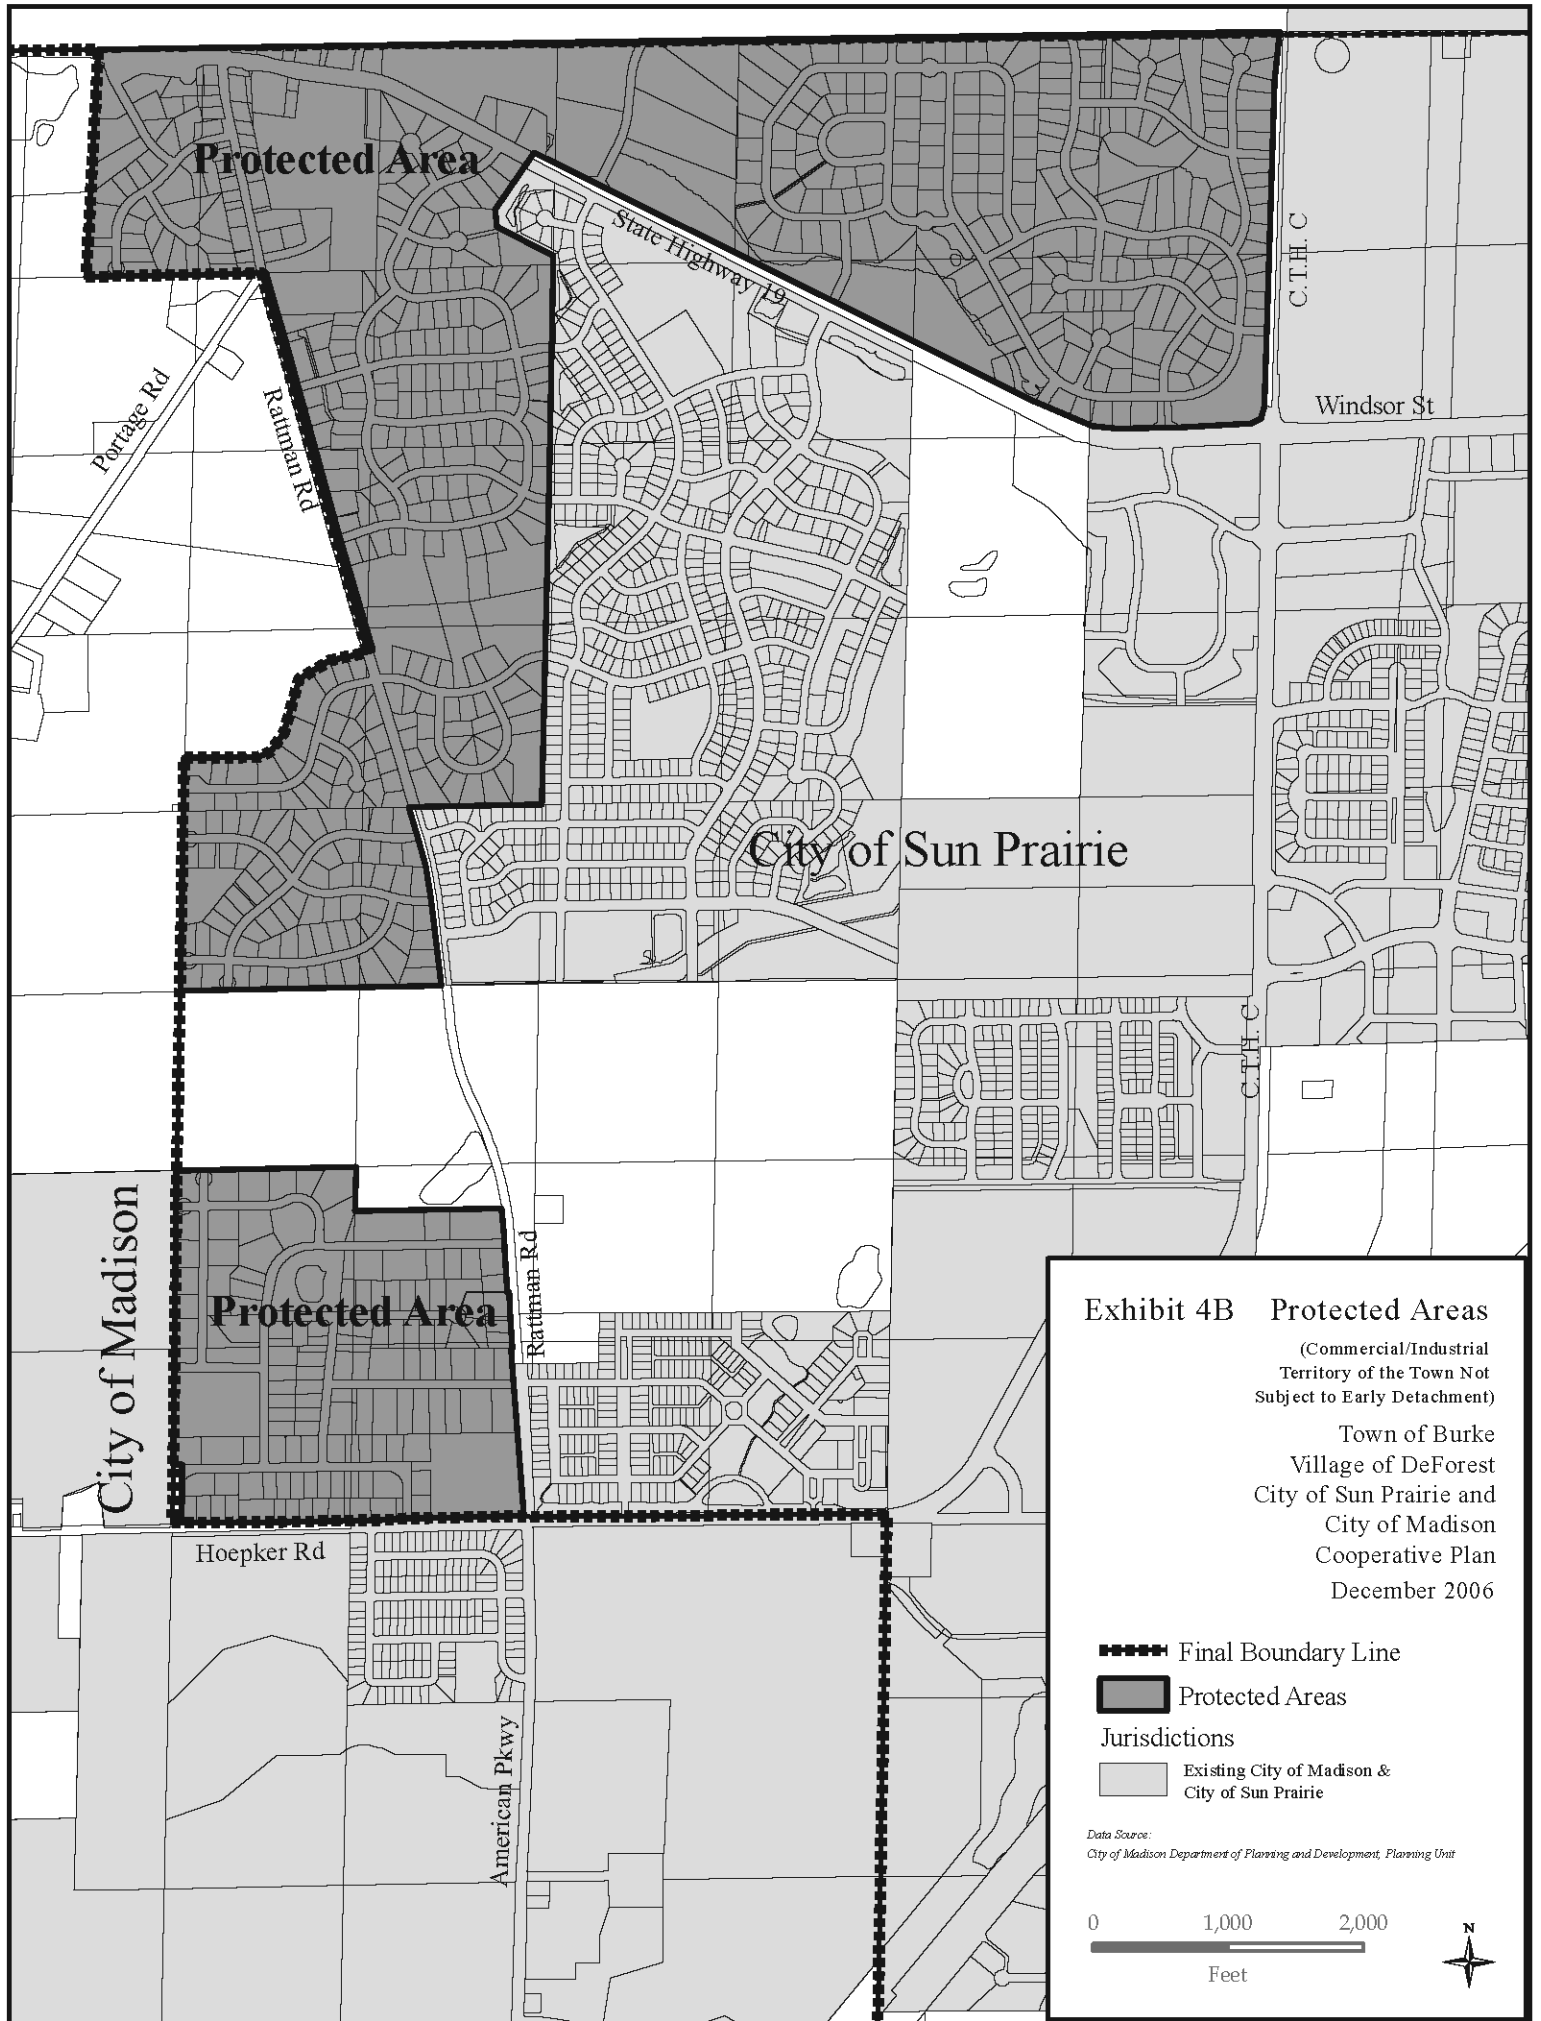 Protected Area
State Highway 19
C.T.H. C
Windsor St
Portage Rd
Rattman Rd
City of Sun Prairie
C.T.H. C
City of Madison
Rattman Rd
Protected Area
Hoepker Rd
American Pkwy
Exhibit 4B Protected Areas
(Commercial/Industrial
Territory of the Town Not
Subject to Early Detachment)
Town of Burke
Village of DeForest
City of Sun Prairie and
City of Madison
Cooperative Plan
December 2006
Final Boundary Line
Protected Areas
Jurisdictions
Existing City of Madison &
City of Sun Prairie
Data Source:
City of Madison Department of Planning and Development, Planning Unit
0 1,000 2,000
Feet
N